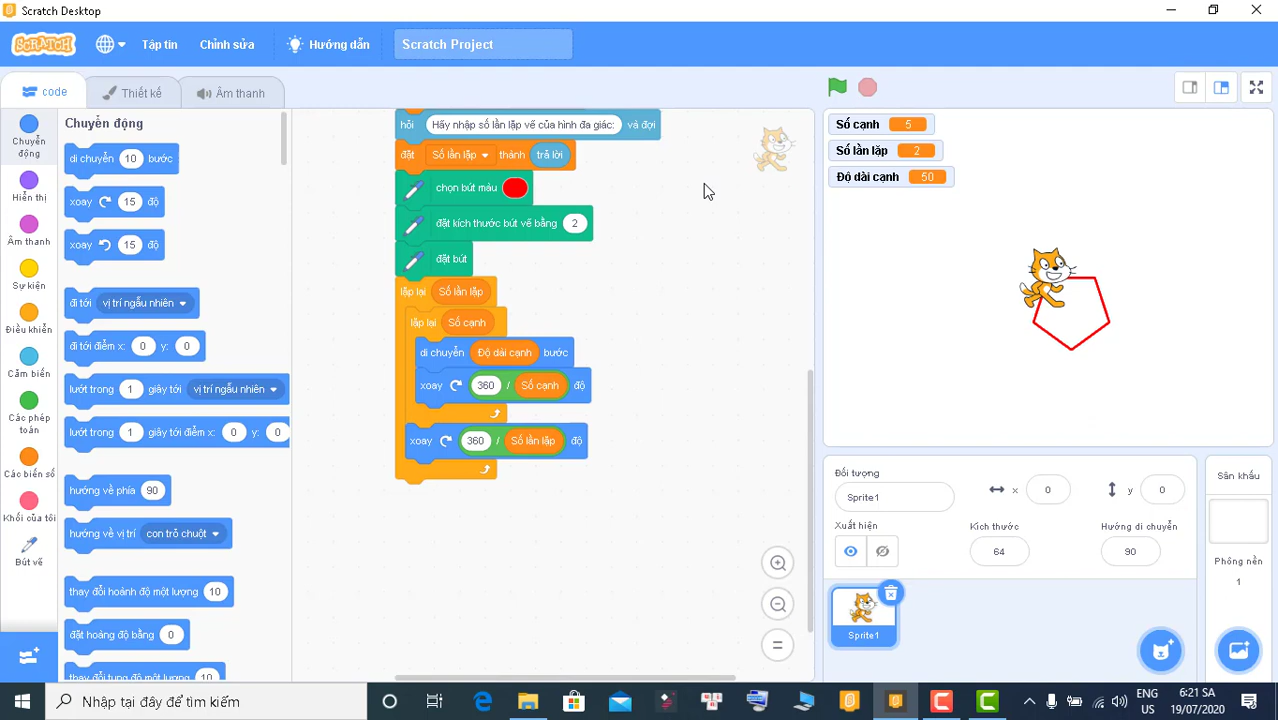 Scratch Desktop
SCRATCH
Tập tin
Chỉnh sửa
Hướng dẫn
Scratch Project
code
Thiết kế
Âm thanh
Chuyển động
Hiển thị
Âm thanh
Sự kiện
Điều khiển
Cảm biến
Các phép toán
Các biến số
Khối của tôi
Bút vẽ
Chuyển động
di chuyển 10 bước
xoay 15 độ
xoay 15 độ
đi tới vị trí ngẫu nhiên
đi tới điểm x: 0 y: 0
lướt trong 1 giây tới vị trí ngẫu nhiên
lướt trong 1 giây tới điểm x: 0 y: 0
hướng về phía 90
hướng về vị trí con trỏ chuột
thay đổi hoành độ một lượng 10
đặt hoàng độ bằng 0
thay đổi tung độ một lượng 10
hỏi Hãy nhập số lần lặp vẽ của hình đa giác: và đợi
đặt Số lần lặp thành trả lời
chọn bút màu
đặt kích thước bút vẽ bằng 2
đặt bút
lặp lại Số lần lặp
lặp lại Số cạnh
di chuyển Độ dài cạnh bước
xoay 360 / Số cạnh độ
xoay 360 / Số lần lặp độ
Số cạnh 5
Số lần lặp 2
Độ dài cạnh 50
Đối tượng
Sprite1
x 0
y 0
Xuất hiện
Kích thước
64
Hướng di chuyển
90
Sprite1
Sân khấu
Phông nền
1
Nhập tại đây để tìm kiếm
ENG
US
6:21 SA
19/07/2020